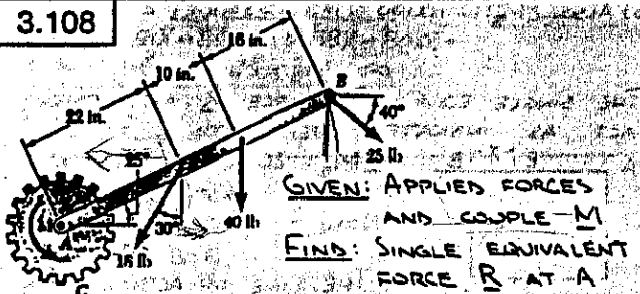 3.108
16 in.
10 in.
22 in.
B
40°
25 lb
25°
30°
40 lb
15 lb
A
M
C
GIVEN: APPLIED FORCES
AND COUPLE M
FIND: SINGLE EQUIVALENT
FORCE R AT A